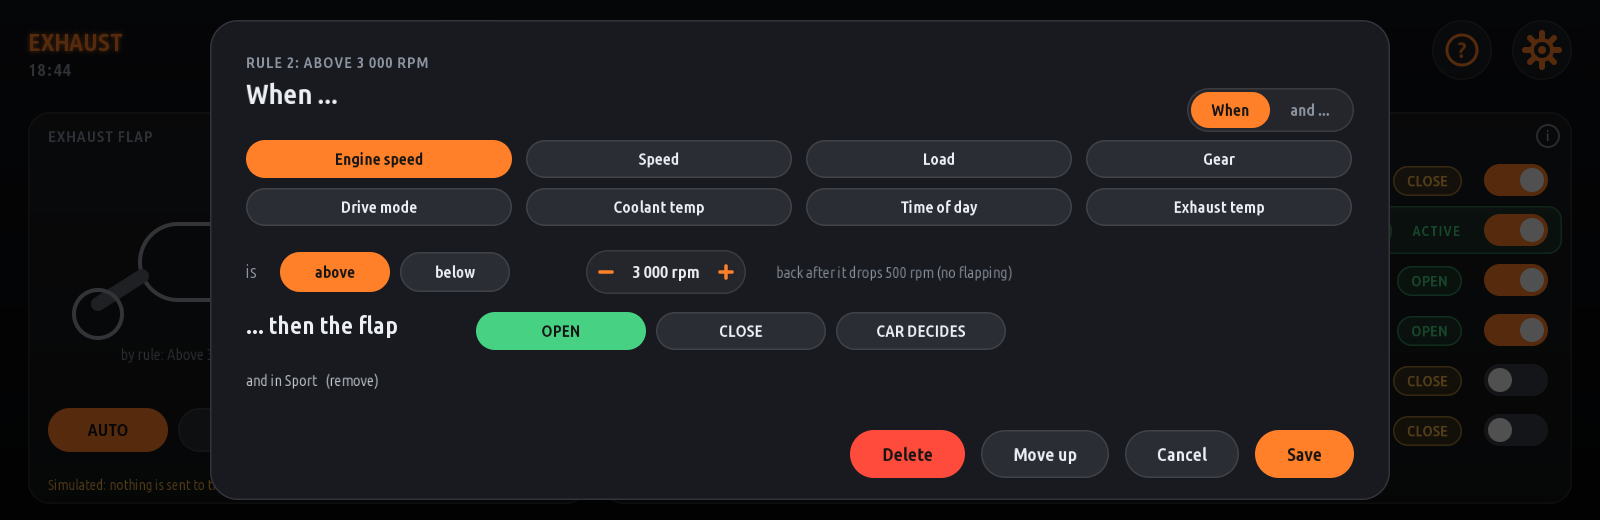 EXHAUST
18:44
?
EXHAUST FLAP
by rule: Above 3
AUTO
Simulated: nothing is sent to t
RULE 2: ABOVE 3 000 RPM
When ...
When and ...
Engine speed Speed Load Gear
Drive mode Coolant temp Time of day Exhaust temp
is above below − 3 000 rpm + back after it drops 500 rpm (no flapping)
... then the flap OPEN CLOSE CAR DECIDES
and in Sport (remove)
Delete Move up Cancel Save
i
CLOSE
ACTIVE
OPEN
OPEN
CLOSE
CLOSE